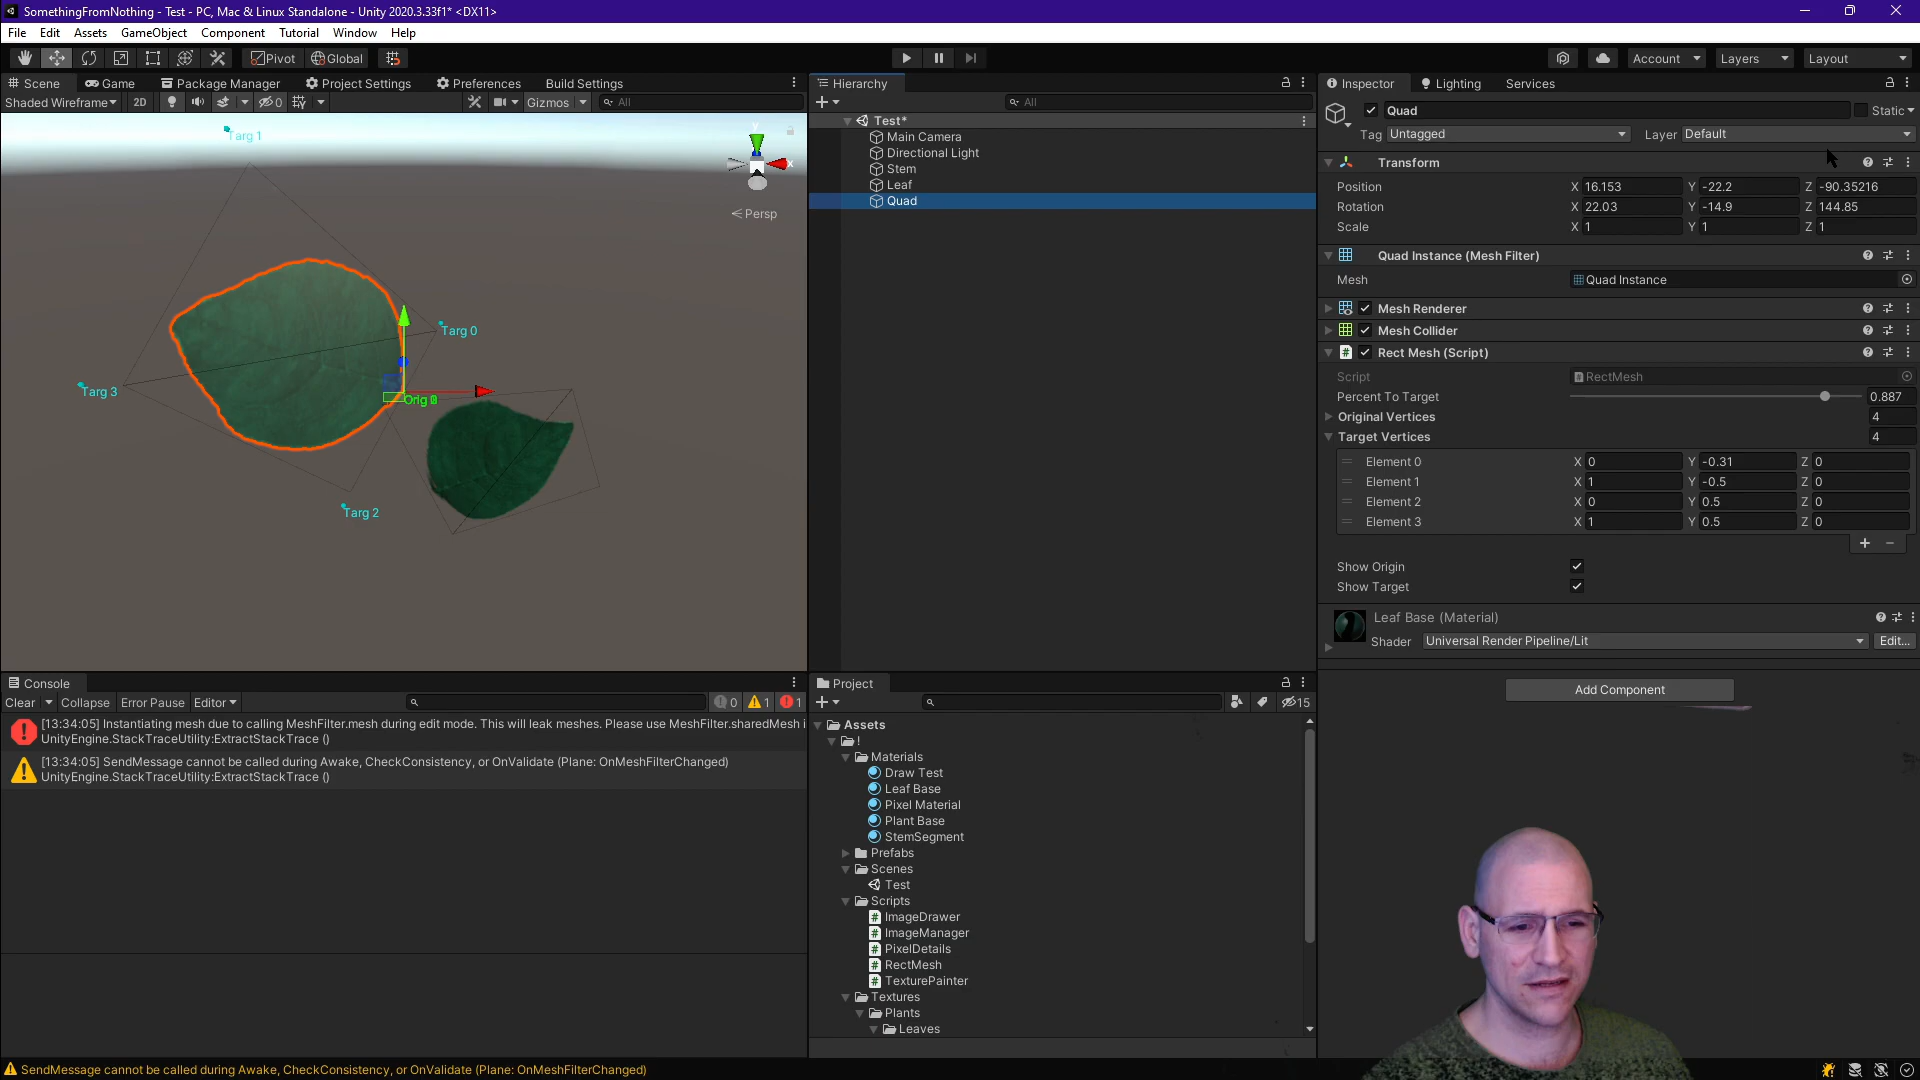 SomethingFromNothing - Test - PC, Mac & Linux Standalone - Unity 2020.3.33f1* <DX11>
File Edit Assets GameObject Component Tutorial Window Help
Pivot Global Account Layers Layout
Scene Game Package Manager Project Settings Preferences Build Settings
Shaded Wireframe 2D 0 Gizmos All
Targ 1
y
x
Persp
Targ 0
Targ 3
Orig
Targ 2
Hierarchy
All
Test*
Main Camera
Directional Light
Stem
Leaf
Quad
Inspector Lighting Services
Quad Static
Tag Untagged Layer Default
Transform
Position X 16.153 Y -22.2 Z -90.35216
Rotation X 22.03 Y -14.9 Z 144.85
Scale X 1 Y 1 Z 1
Quad Instance (Mesh Filter)
Mesh Quad Instance
Mesh Renderer
Mesh Collider
# Rect Mesh (Script)
Script RectMesh
Percent To Target 0.887
Original Vertices 4
Target Vertices 4
Element 0 X 0 Y -0.31 Z 0
Element 1 X 1 Y -0.5 Z 0
Element 2 X 0 Y 0.5 Z 0
Element 3 X 1 Y 0.5 Z 0
+ -
Show Origin
Show Target
Leaf Base (Material)
Shader Universal Render Pipeline/Lit Edit...
Add Component
Console
Clear Collapse Error Pause Editor 0 1 1
[13:34:05] Instantiating mesh due to calling MeshFilter.mesh during edit mode. This will leak meshes. Please use MeshFilter.sharedMesh i
UnityEngine.StackTraceUtility:ExtractStackTrace ()
[13:34:05] SendMessage cannot be called during Awake, CheckConsistency, or OnValidate (Plane: OnMeshFilterChanged)
UnityEngine.StackTraceUtility:ExtractStackTrace ()
Project
15
Assets
!
Materials
Draw Test
Leaf Base
Pixel Material
Plant Base
StemSegment
Prefabs
Scenes
Test
Scripts
# ImageDrawer
# ImageManager
# PixelDetails
# RectMesh
# TexturePainter
Textures
Plants
Leaves
SendMessage cannot be called during Awake, CheckConsistency, or OnValidate (Plane: OnMeshFilterChanged)